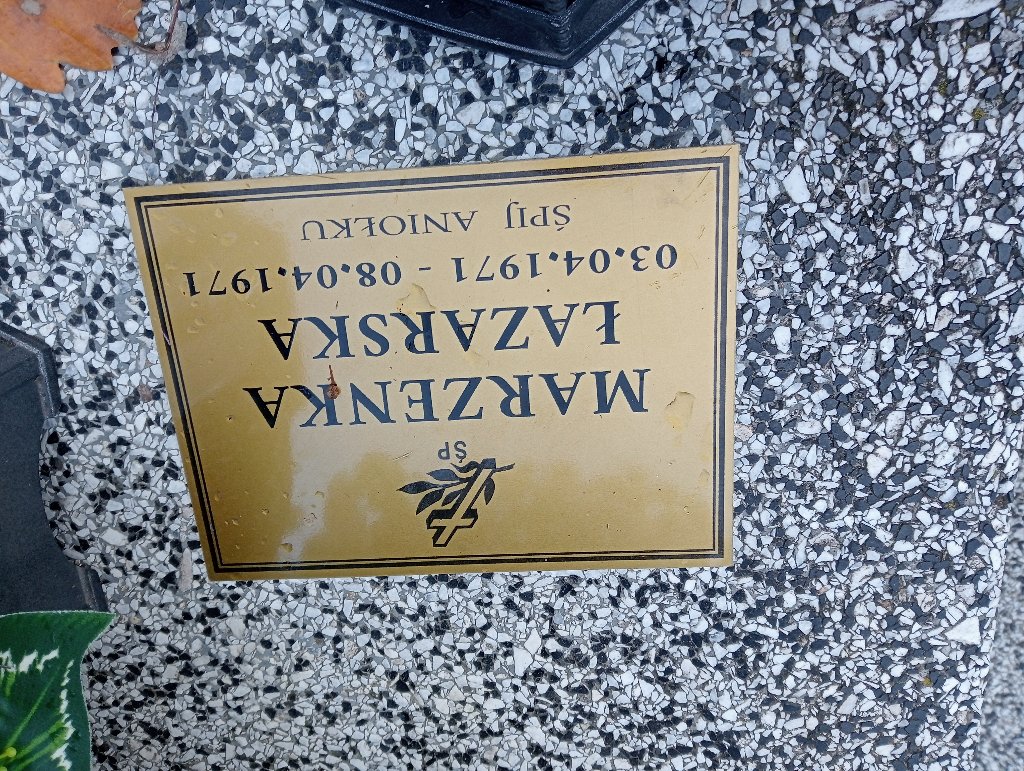 ŚP
MARZENKA
ŁAZARSKA
03.04.1971 - 08.04.1971
ŚPIJ ANIOŁKU